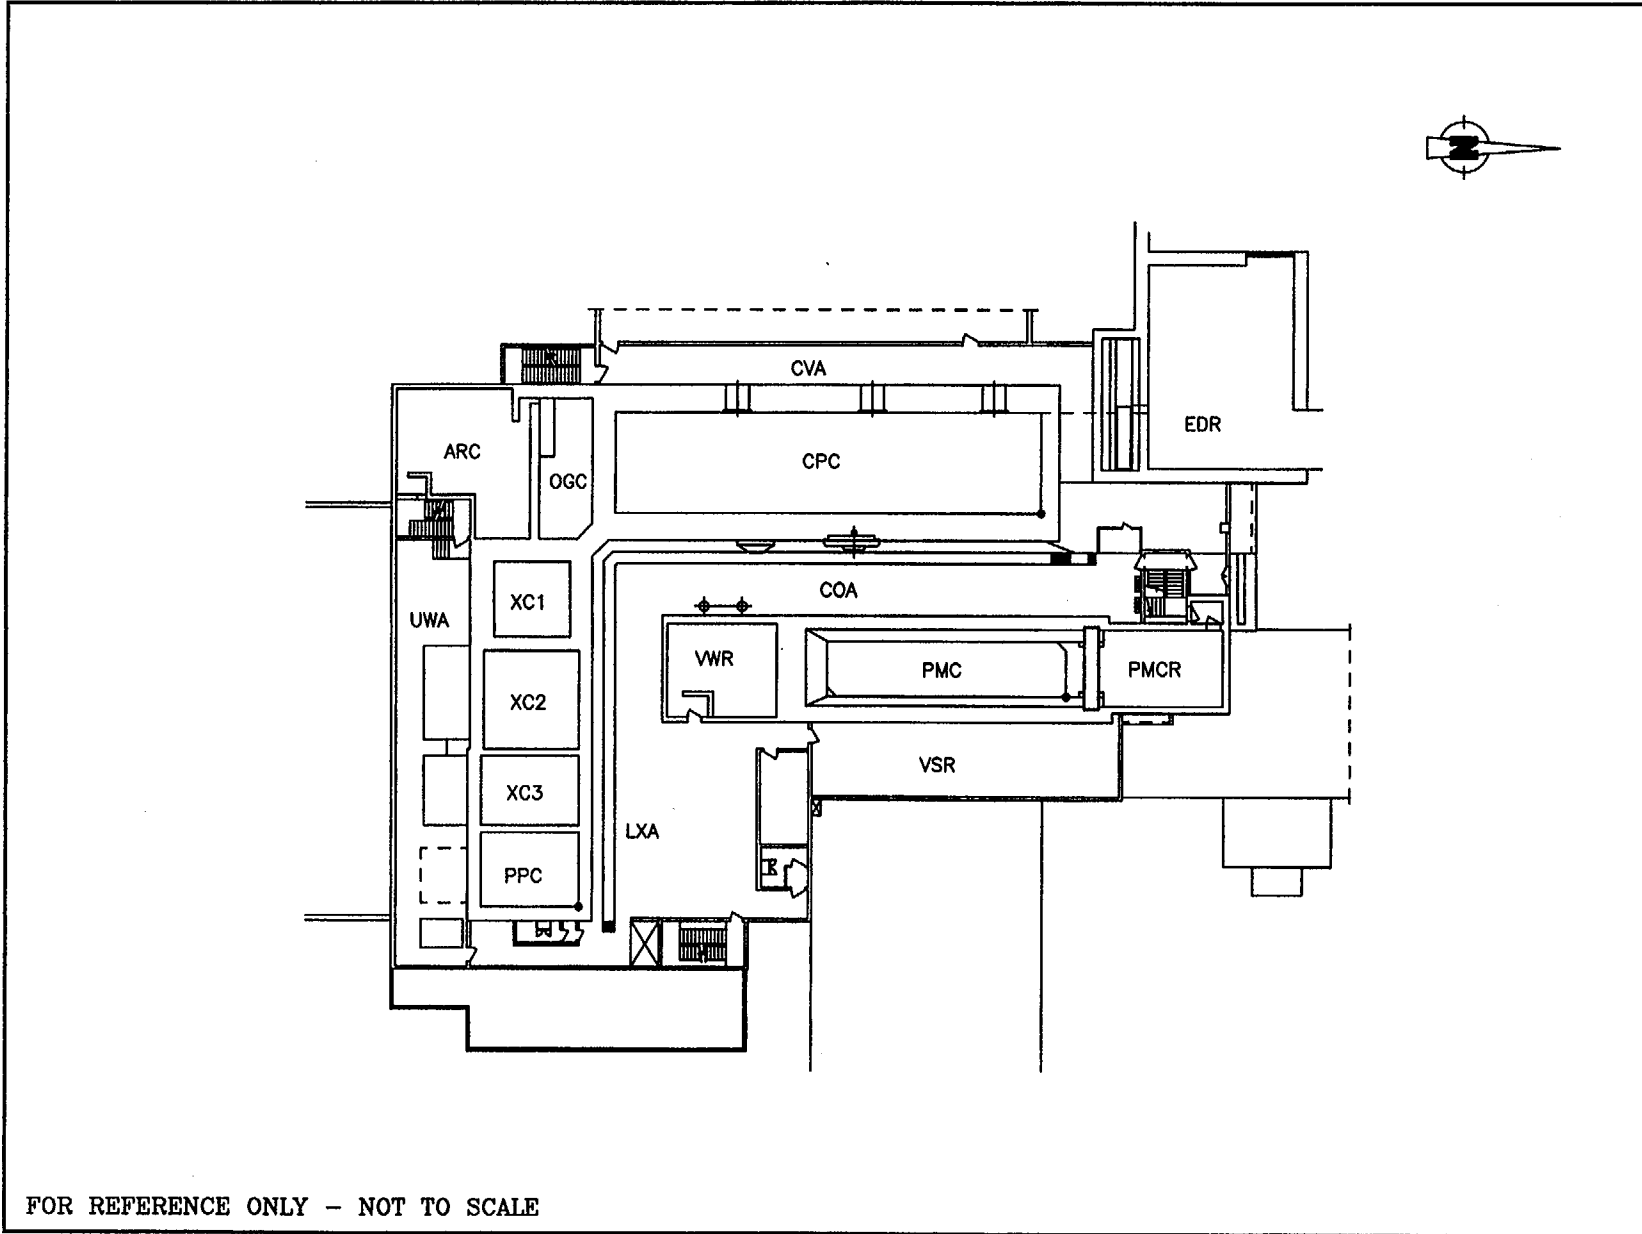 N
CVA
EDR
ARC
CPC
OGC
COA
XC1
UWA
VWR
PMC
PMCR
XC2
VSR
XC3
LXA
PPC
FOR REFERENCE ONLY – NOT TO SCALE